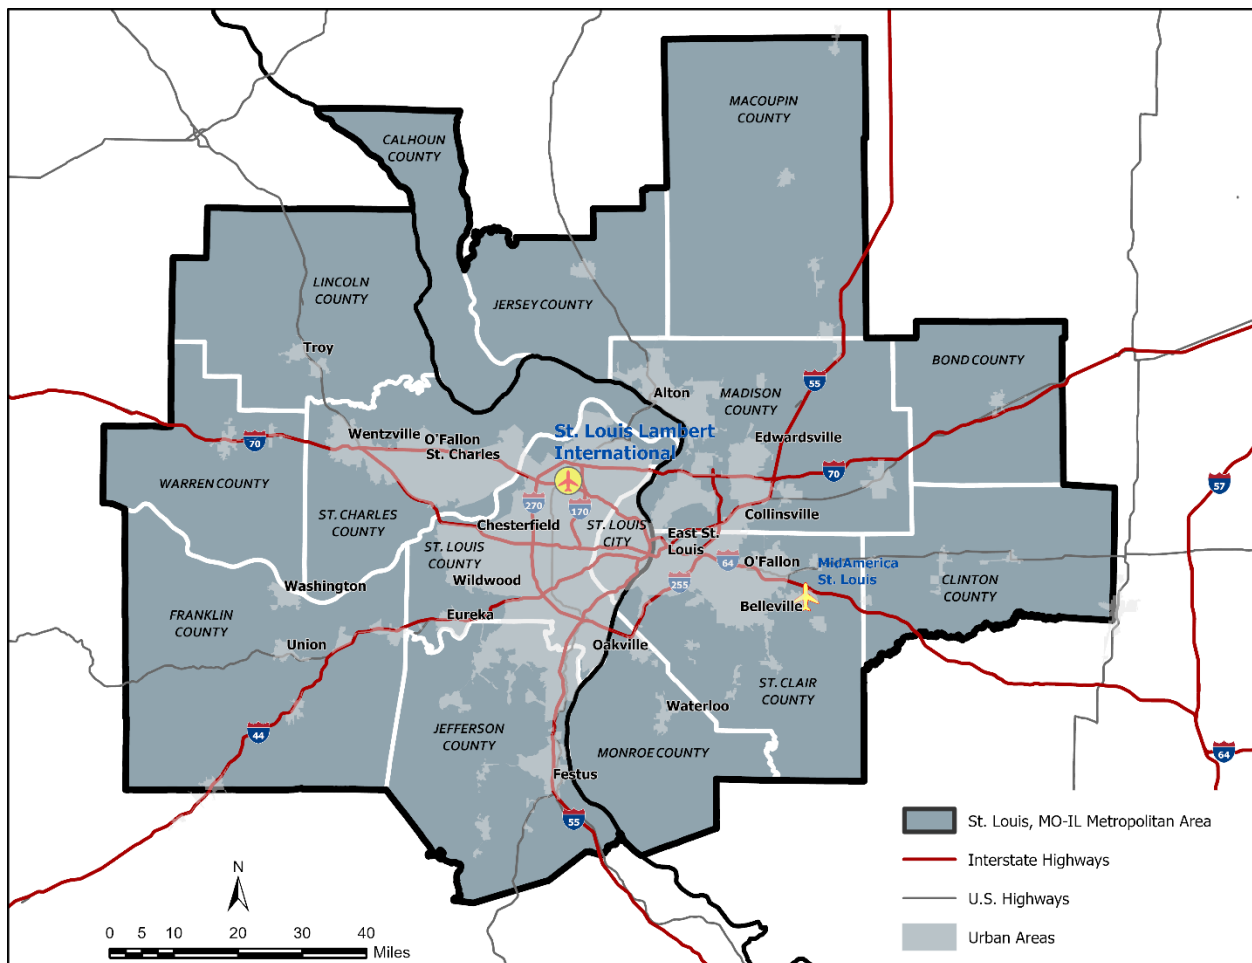 MACOUPIN
COUNTY
CALHOUN
COUNTY
LINCOLN
COUNTY
JERSEY COUNTY
Troy
BOND COUNTY
55
Alton
MADISON
COUNTY
Wentzville
O'Fallon
St. Charles
St. Louis Lambert
International
Edwardsville
70
70
WARREN COUNTY
57
ST. CHARLES
COUNTY
Chesterfield
270
170
ST. LOUIS
CITY
Collinsville
East St.
Louis
ST. LOUIS
COUNTY
Wildwood
64
O'Fallon
MidAmerica
St. Louis
255
CLINTON
COUNTY
Washington
Belleville
FRANKLIN
COUNTY
Eureka
Union
Oakville
ST. CLAIR
COUNTY
Waterloo
44
JEFFERSON
COUNTY
MONROE COUNTY
64
Festus
55
St. Louis, MO-IL Metropolitan Area
Interstate Highways
U.S. Highways
Urban Areas
N
0 5 10 20 30 40
Miles